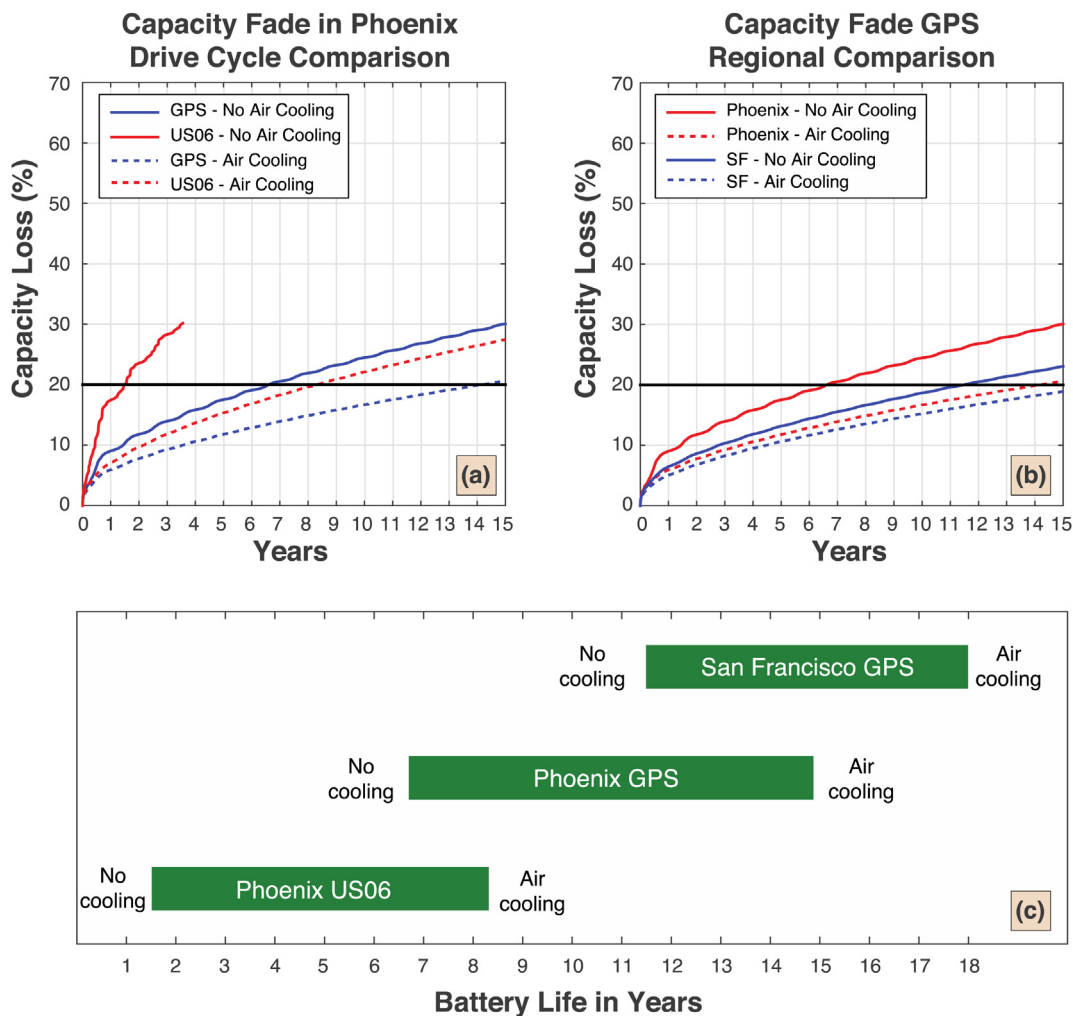 Capacity Fade in Phoenix
Drive Cycle Comparison
Capacity Loss (%)
70
60
50
40
30
20
10
0
GPS - No Air Cooling
US06 - No Air Cooling
GPS - Air Cooling
US06 - Air Cooling
(a)
0 1 2 3 4 5 6 7 8 9 10 11 12 13 14 15
Years
Capacity Fade GPS
Regional Comparison
Capacity Loss (%)
70
60
50
40
30
20
10
0
Phoenix - No Air Cooling
Phoenix - Air Cooling
SF - No Air Cooling
SF - Air Cooling
(b)
0 1 2 3 4 5 6 7 8 9 10 11 12 13 14 15
Years
No
cooling
San Francisco GPS
Air
cooling
No
cooling
Phoenix GPS
Air
cooling
No
cooling
Phoenix US06
Air
cooling
(c)
1 2 3 4 5 6 7 8 9 10 11 12 13 14 15 16 17 18
Battery Life in Years